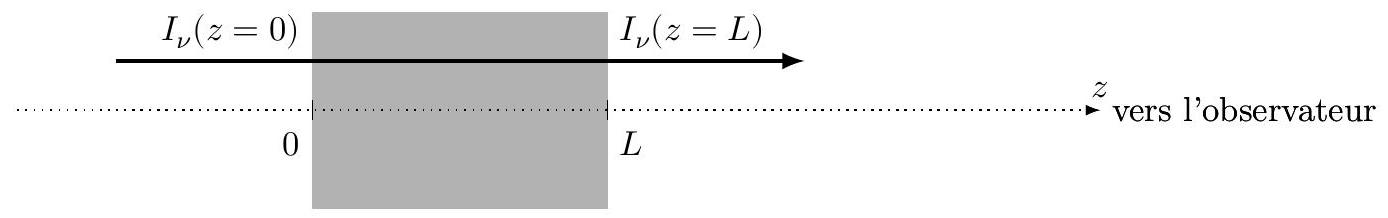 I_ν(z = 0) I_ν(z = L)
z
vers l'observateur
0 L